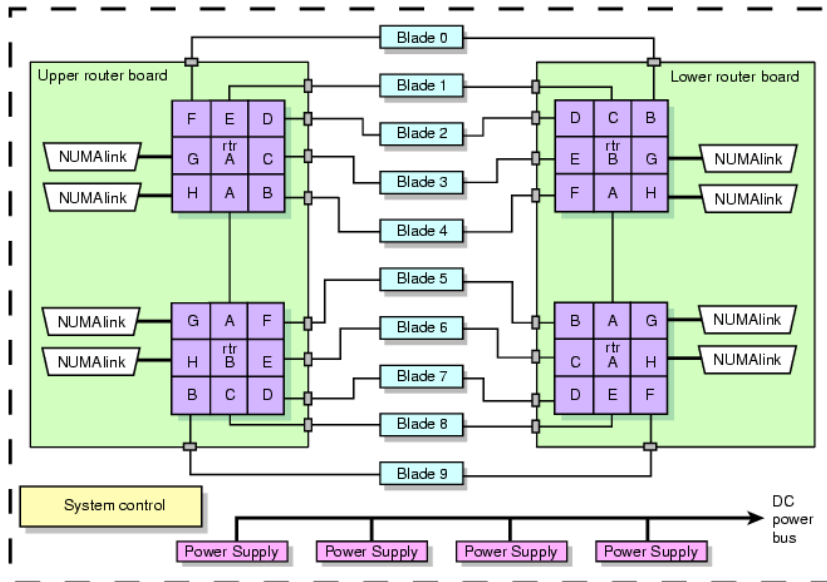 Blade 0
Upper router board
Lower router board
Blade 1
F E D
D C B
Blade 2
NUMAlink
G rtr A C
E rtr B G
NUMAlink
Blade 3
NUMAlink
H A B
F A H
NUMAlink
Blade 4
Blade 5
NUMAlink
G A F
B A G
NUMAlink
Blade 6
NUMAlink
H rtr B E
C rtr A H
NUMAlink
Blade 7
B C D
D E F
Blade 8
Blade 9
System control
DC
power
bus
Power Supply
Power Supply
Power Supply
Power Supply